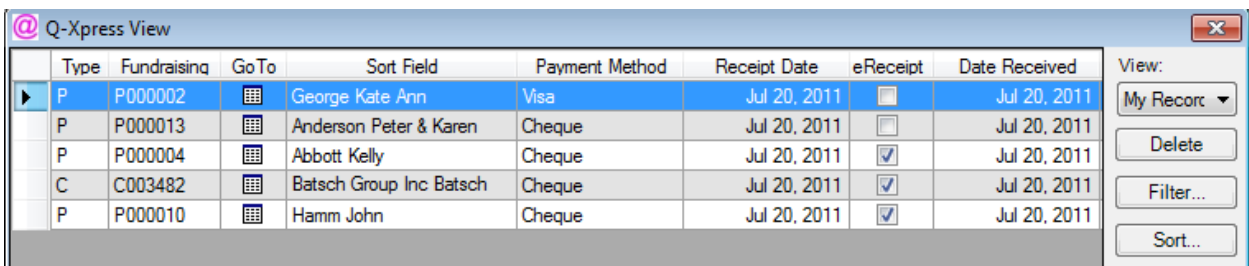 @ Q-Xpress View
Type Fundraising GoTo Sort Field Payment Method Receipt Date eReceipt Date Received View:
P P000002 George Kate Ann Visa Jul 20, 2011 Jul 20, 2011 My Recorc
P P000013 Anderson Peter & Karen Cheque Jul 20, 2011 Jul 20, 2011
Delete
P P000004 Abbott Kelly Cheque Jul 20, 2011 Jul 20, 2011
C C003482 Batsch Group Inc Batsch Cheque Jul 20, 2011 Jul 20, 2011
Filter...
P P000010 Hamm John Cheque Jul 20, 2011 Jul 20, 2011
Sort...